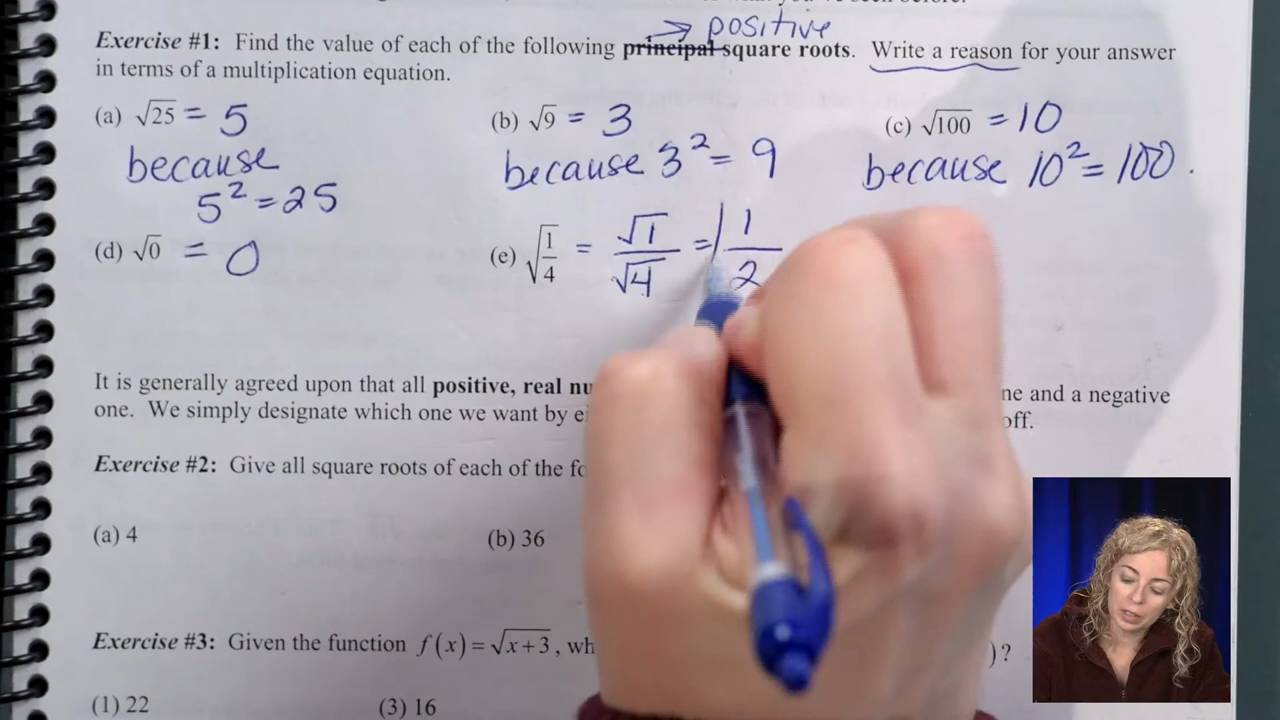 → positive
Exercise #1: Find the value of each of the following principal square roots. Write a reason for your answer
in terms of a multiplication equation.
(a) √25 = 5 (b) √9 = 3 (c) √100 = 10
because because 3² = 9 because 10² = 100.
5² = 25
(d) √0 = 0 (e) √(1/4) = √1/√4 = 1/2
It is generally agreed upon that all positive, real ne and a negative
one. We simply designate which one we want by off.
Exercise #2: Give all square roots of each of the
(a) 4 (b) 36
Exercise #3: Given the function f(x) = √(x+3), )?
(1) 22 (3) 16